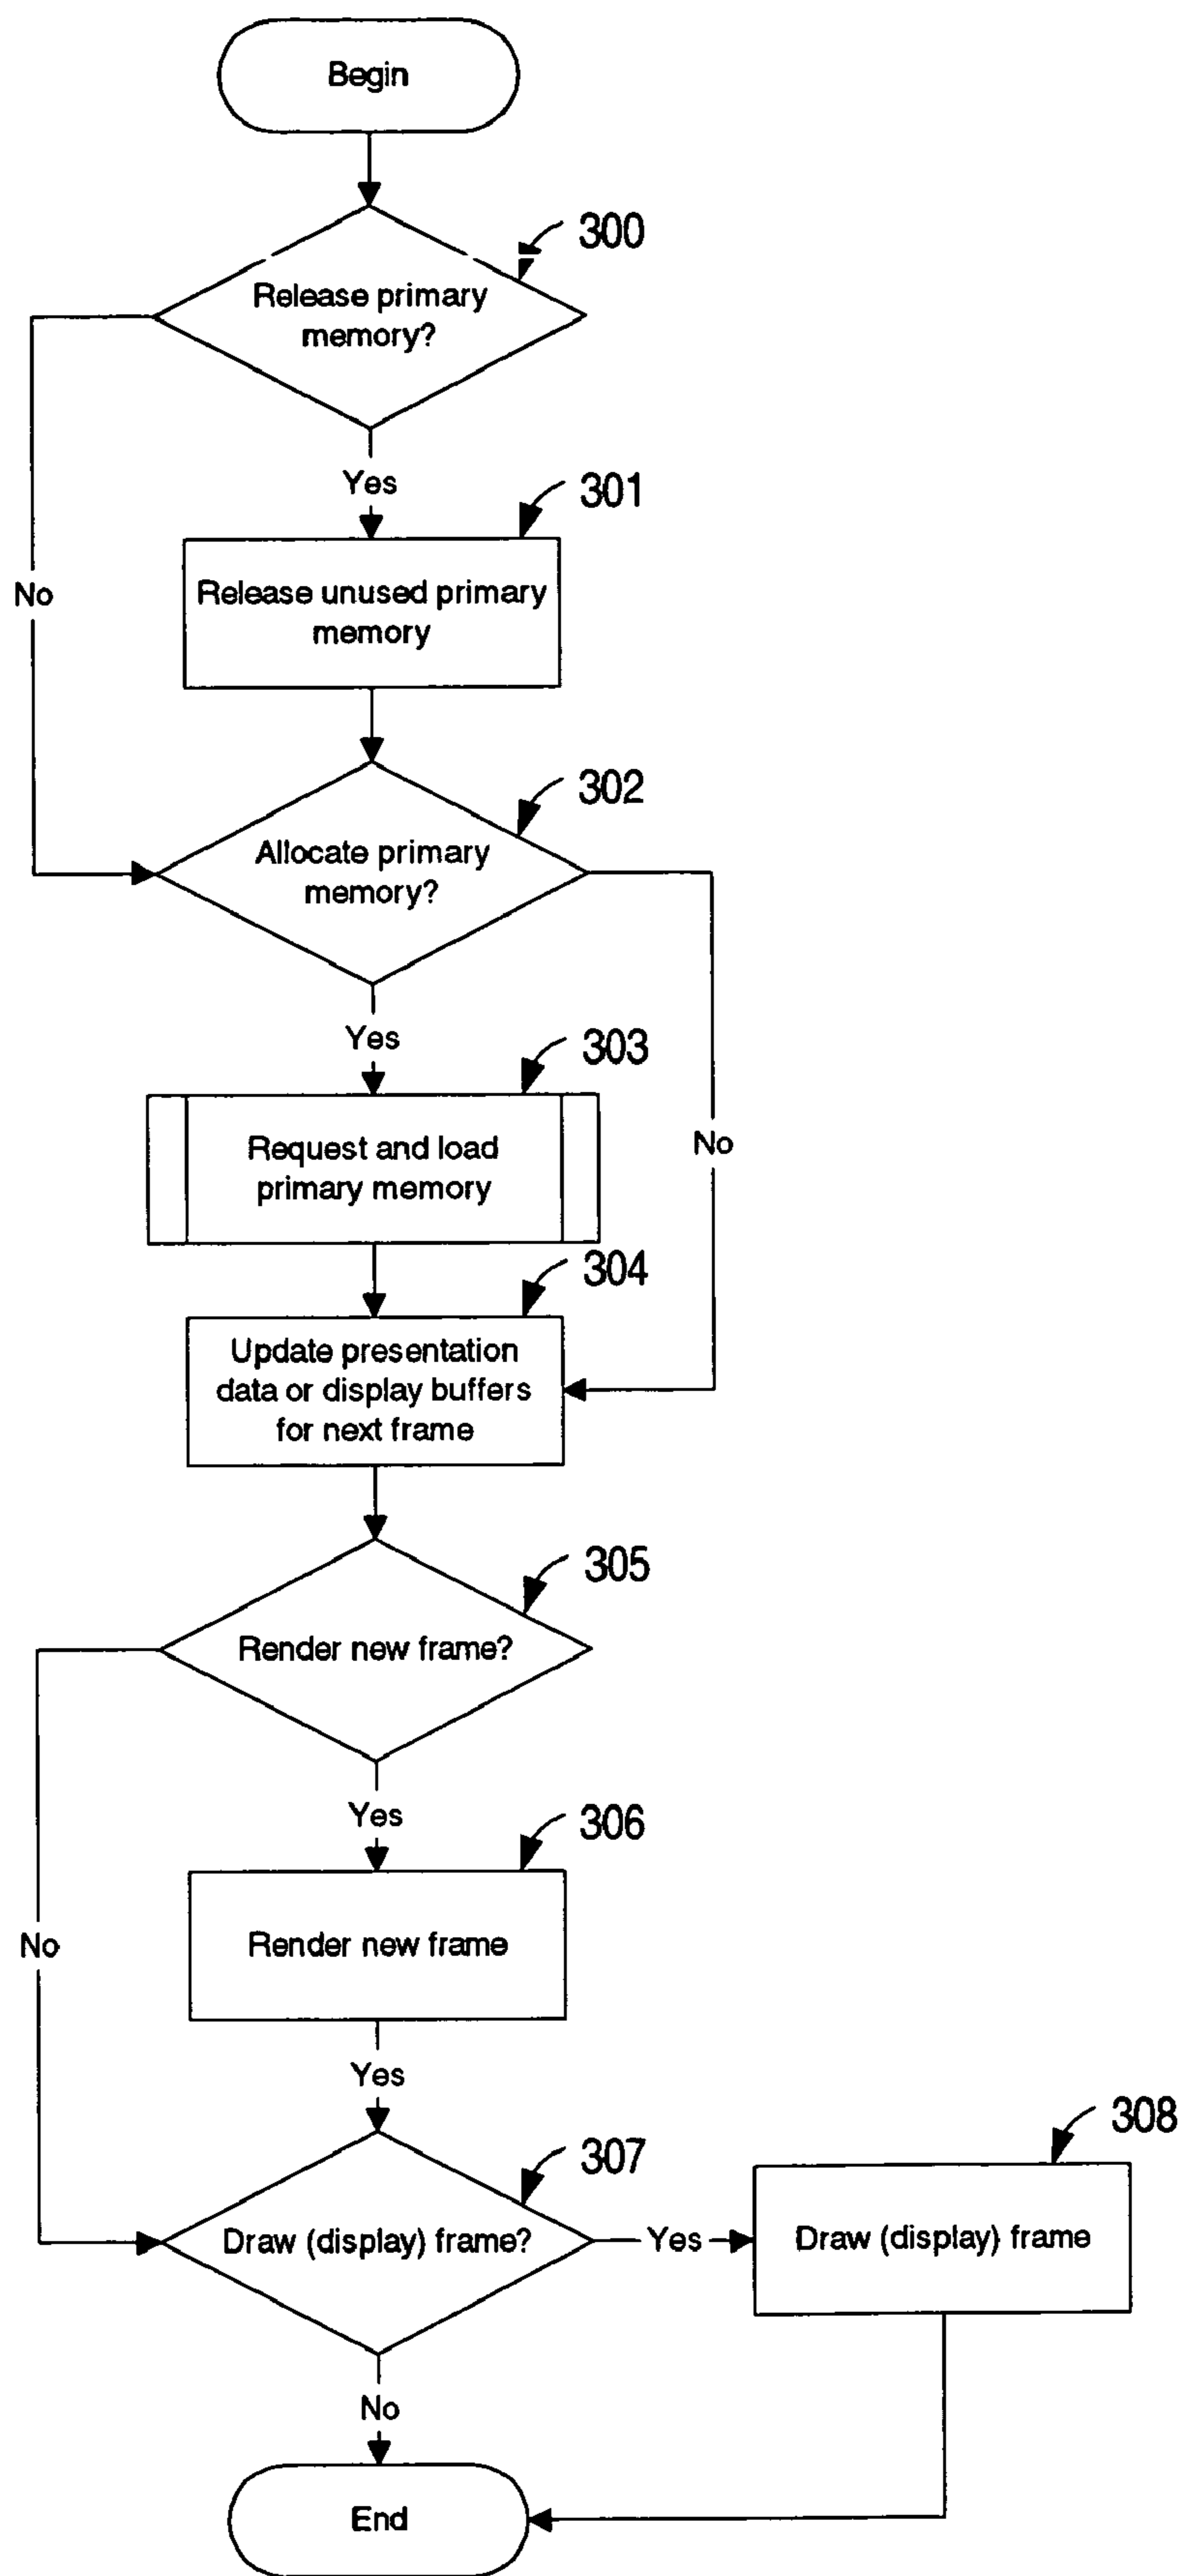 Begin
300
Release primary
memory?
Yes
301
No
Release unused primary
memory
302
Allocate primary
memory?
Yes
303
No
Request and load
primary memory
304
Update presentation
data or display buffers
for next frame
305
Render new frame?
Yes
306
No
Render new frame
Yes
307
308
Draw (display) frame?
Yes
Draw (display) frame
No
End